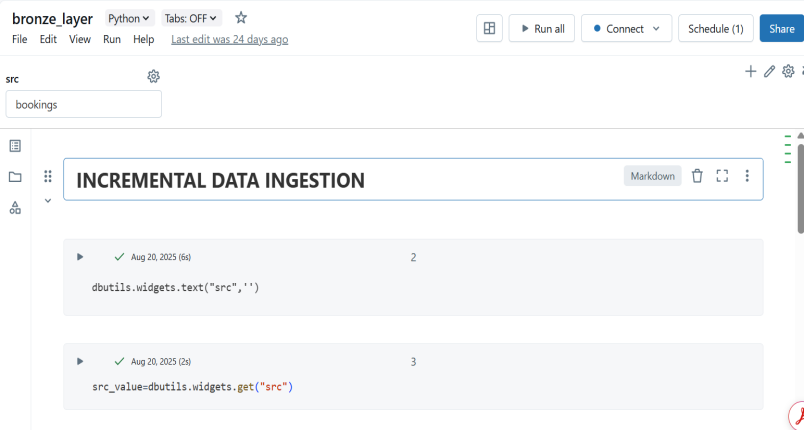 bronze_layer Python Tabs: OFF
File Edit View Run Help Last edit was 24 days ago
Run all Connect Schedule (1) Share
src
bookings
INCREMENTAL DATA INGESTION
Markdown
Aug 20, 2025 (6s) 2
dbutils.widgets.text("src",'')
Aug 20, 2025 (2s) 3
src_value=dbutils.widgets.get("src")